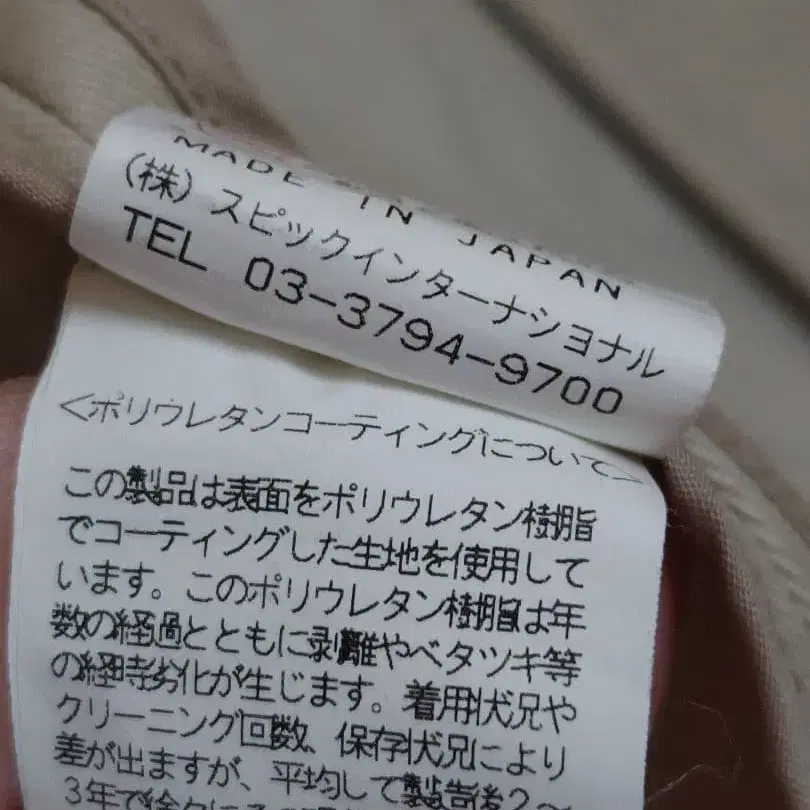 MADE IN JAPAN
(株)スピックインターナショナル
TEL 03-3794-9700
<ポリウレタンコーティングについて>
この製品は表面をポリウレタン樹脂
でコーティングした生地を使用して
います。このポリウレタン樹脂は年
数の経過とともに剥離やベタツキ等
の経時劣化が生じます。着用状況や
クリーニング回数、保存状況により
差が出ますが、平均して製造後2〜
3年で徐々に